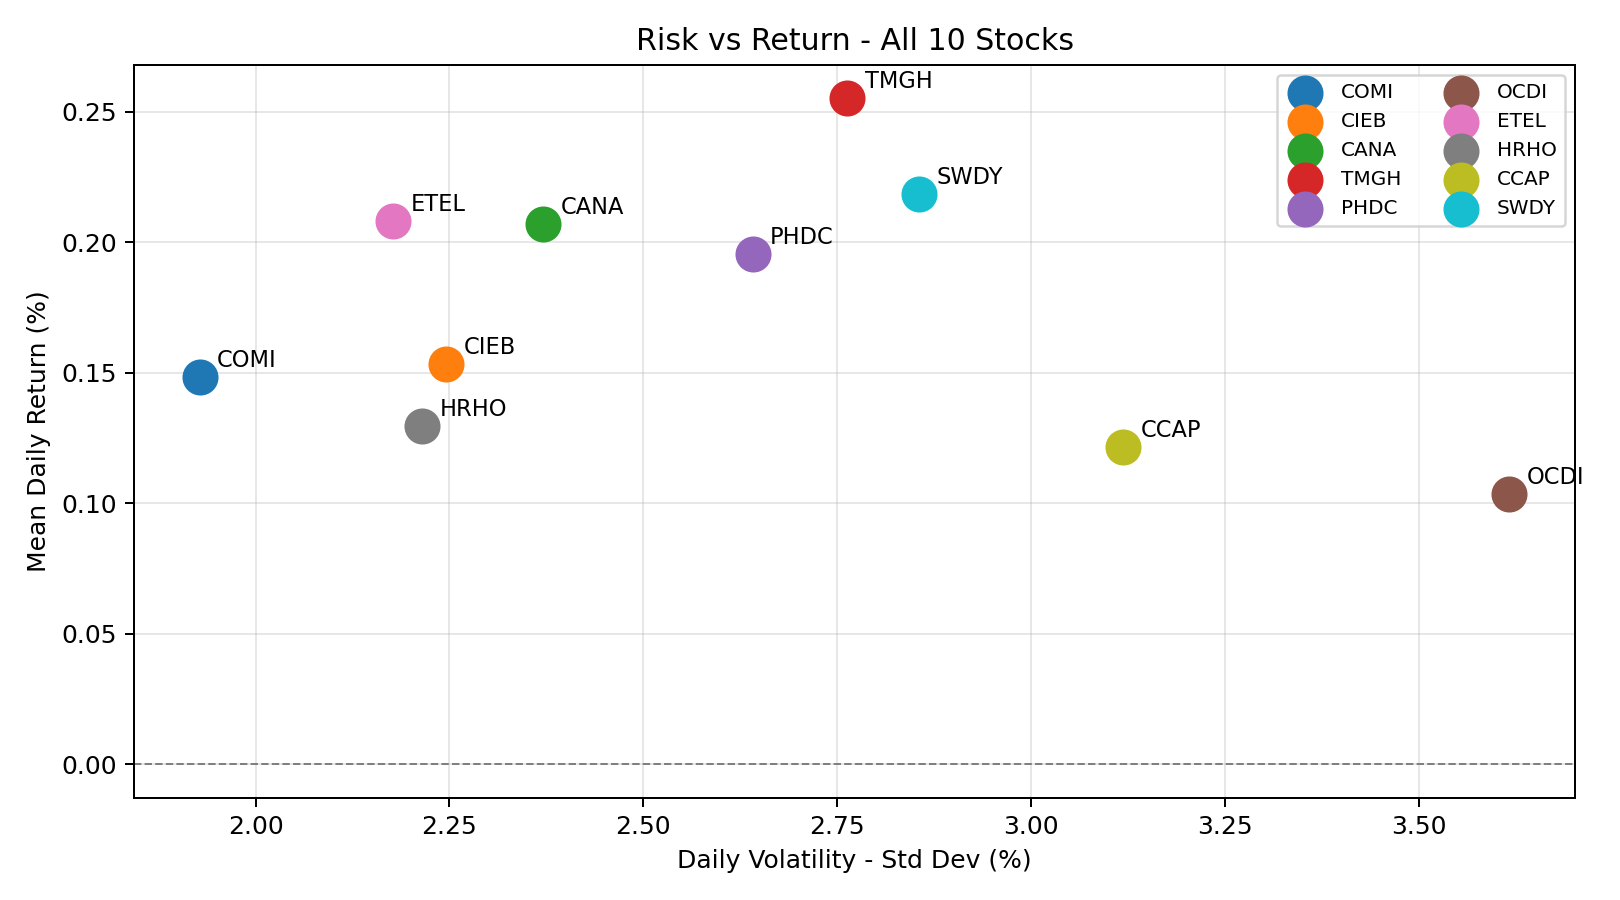 Risk vs Return - All 10 Stocks
Mean Daily Return (%)
0.25
0.20
0.15
0.10
0.05
0.00
TMGH
SWDY
ETEL
CANA
PHDC
COMI
CIEB
HRHO
CCAP
OCDI
COMI
CIEB
CANA
TMGH
PHDC
OCDI
ETEL
HRHO
CCAP
SWDY
2.00 2.25 2.50 2.75 3.00 3.25 3.50
Daily Volatility - Std Dev (%)